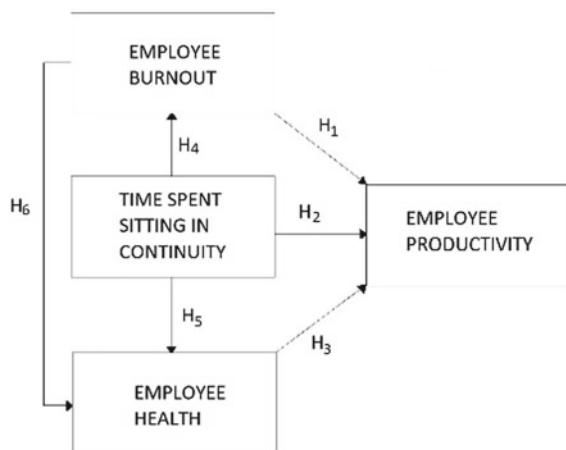 EMPLOYEE
BURNOUT
H1
H4
TIME SPENT
SITTING IN
CONTINUITY
H2
EMPLOYEE
PRODUCTIVITY
H6
H5
H3
EMPLOYEE
HEALTH